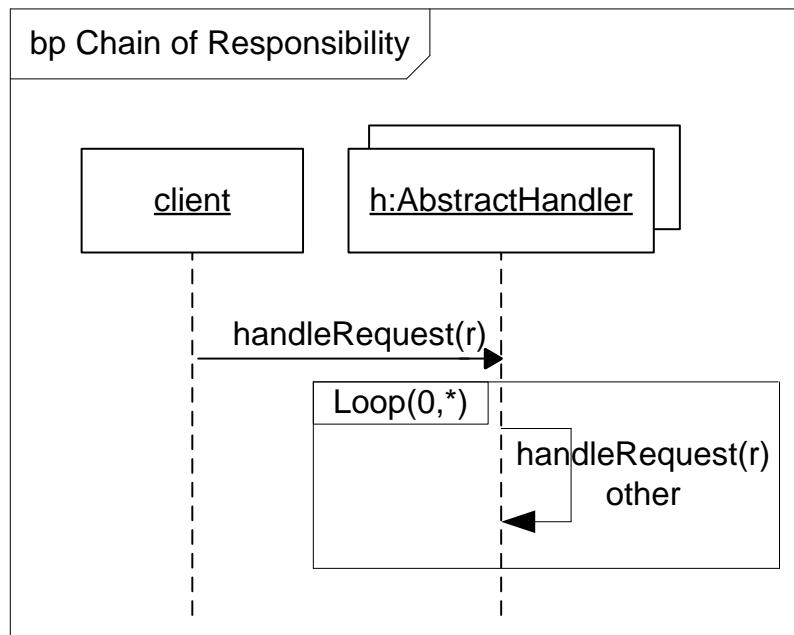 bp Chain of Responsibility
client
h:AbstractHandler
handleRequest(r)
Loop(0,*)
handleRequest(r)
other